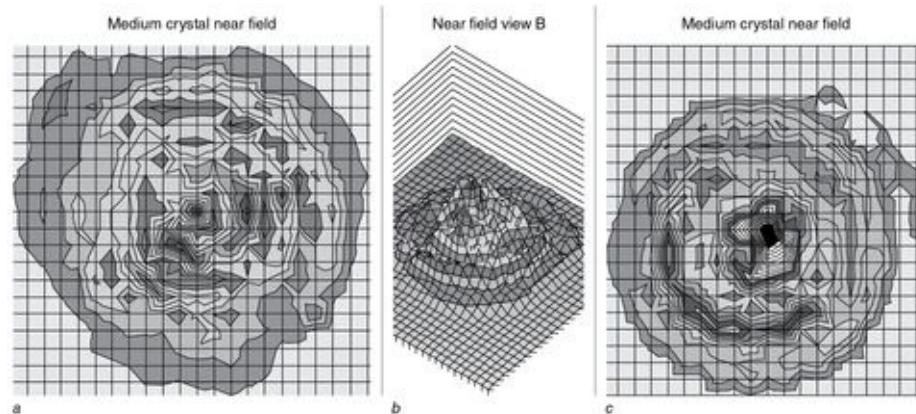 Medium crystal near field
Near field view B
Medium crystal near field
a
b
c